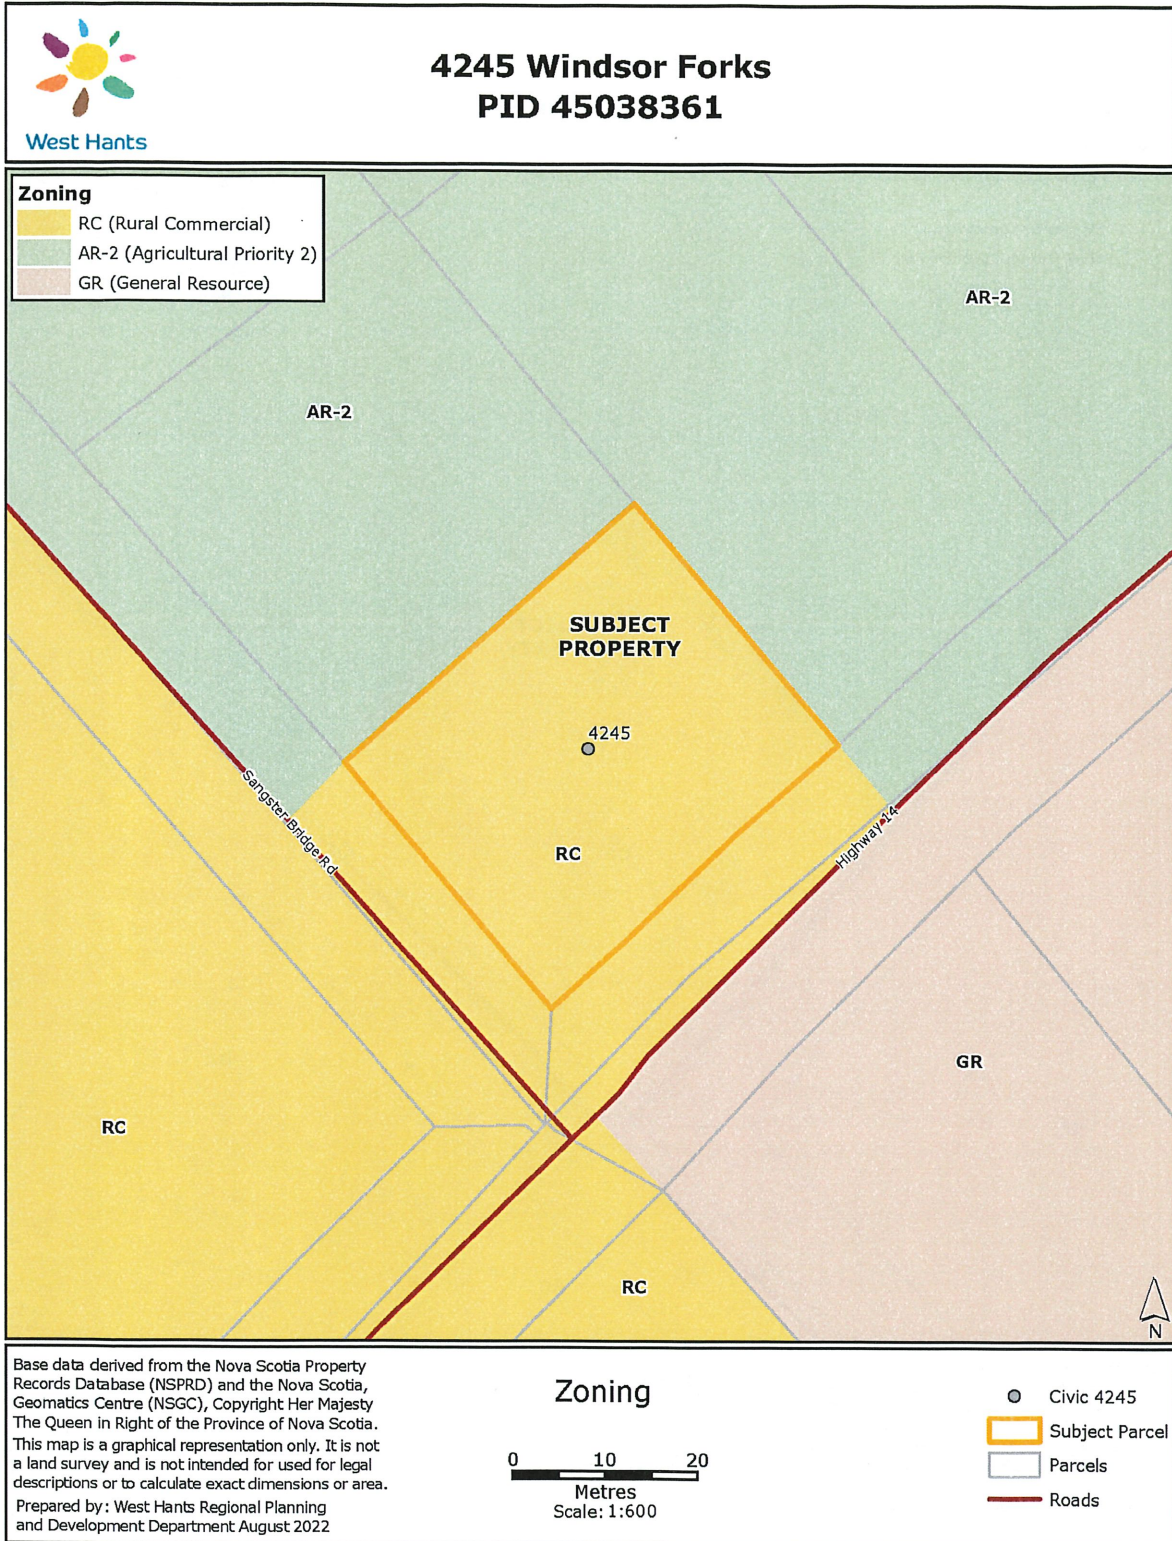 West Hants
4245 Windsor Forks
PID 45038361
Zoning
RC (Rural Commercial)
AR-2 (Agricultural Priority 2)
GR (General Resource)
AR-2
AR-2
SUBJECT
PROPERTY
4245
Sangster Bridge Rd
Highway 14
RC
GR
RC
RC
N
Base data derived from the Nova Scotia Property
Records Database (NSPRD) and the Nova Scotia,
Geomatics Centre (NSGC), Copyright Her Majesty
The Queen in Right of the Province of Nova Scotia.
This map is a graphical representation only. It is not
a land survey and is not intended for used for legal
descriptions or to calculate exact dimensions or area.
Prepared by: West Hants Regional Planning
and Development Department August 2022
Zoning
0 10 20
Metres
Scale: 1:600
Civic 4245
Subject Parcel
Parcels
Roads